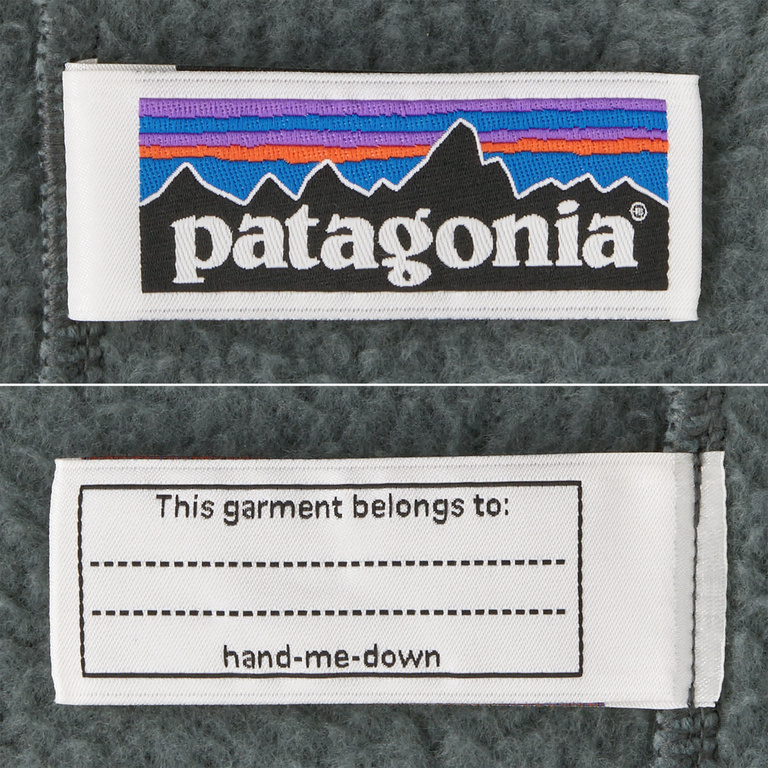 patagonia®
This garment belongs to:
hand-me-down